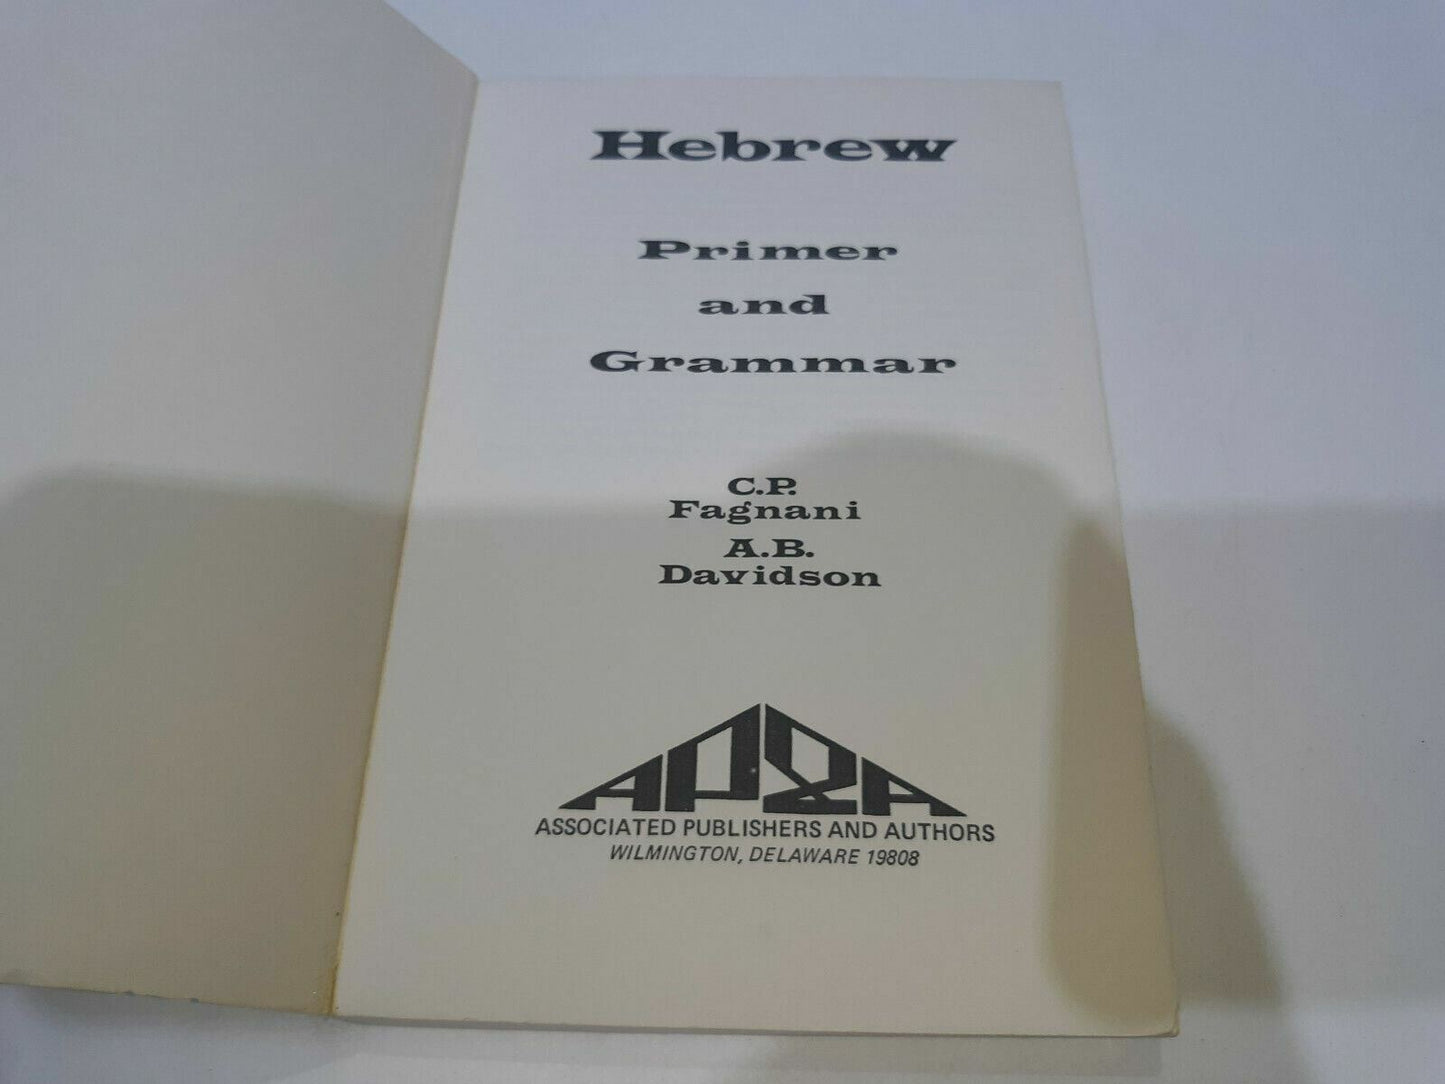 Hebrew
Primer
and
Grammar
C.P.
Fagnani
A.B.
Davidson
AP&A
ASSOCIATED PUBLISHERS AND AUTHORS
WILMINGTON, DELAWARE 19808